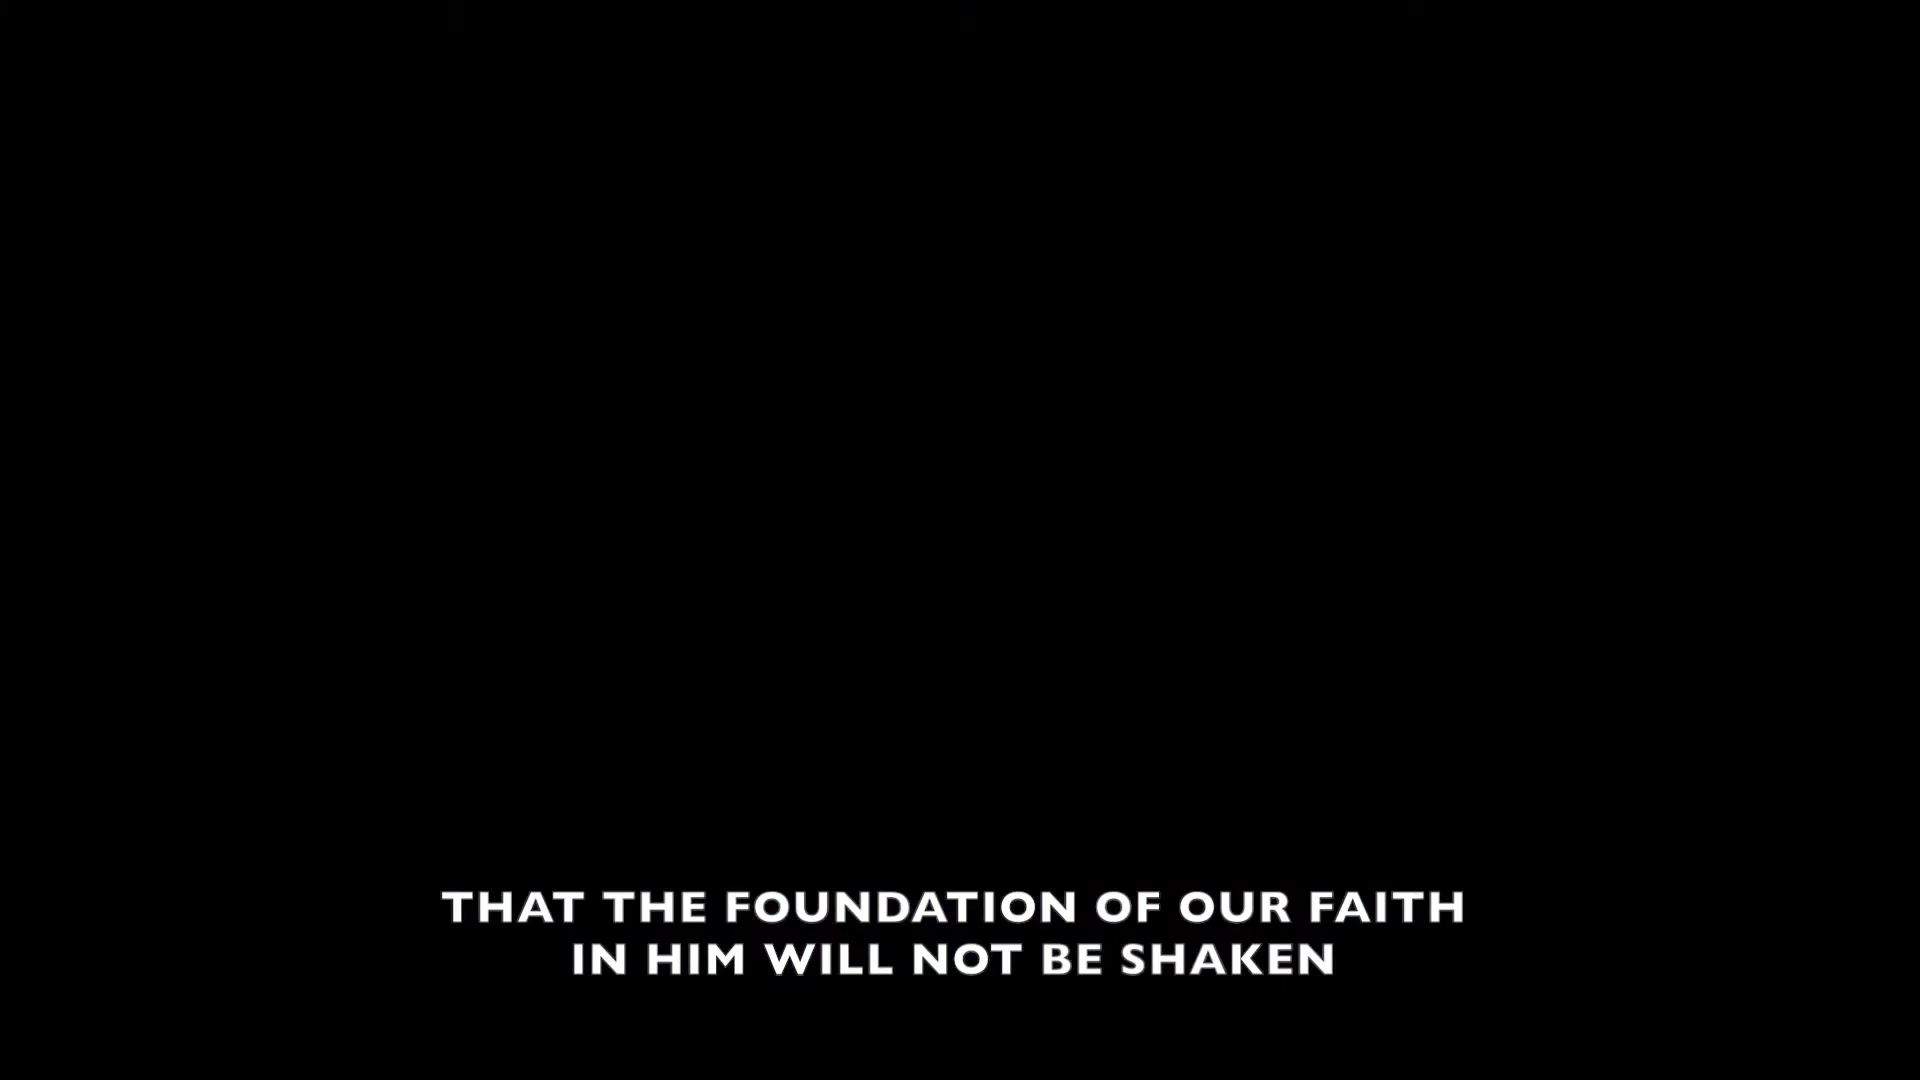 THAT THE FOUNDATION OF OUR FAITH
IN HIM WILL NOT BE SHAKEN